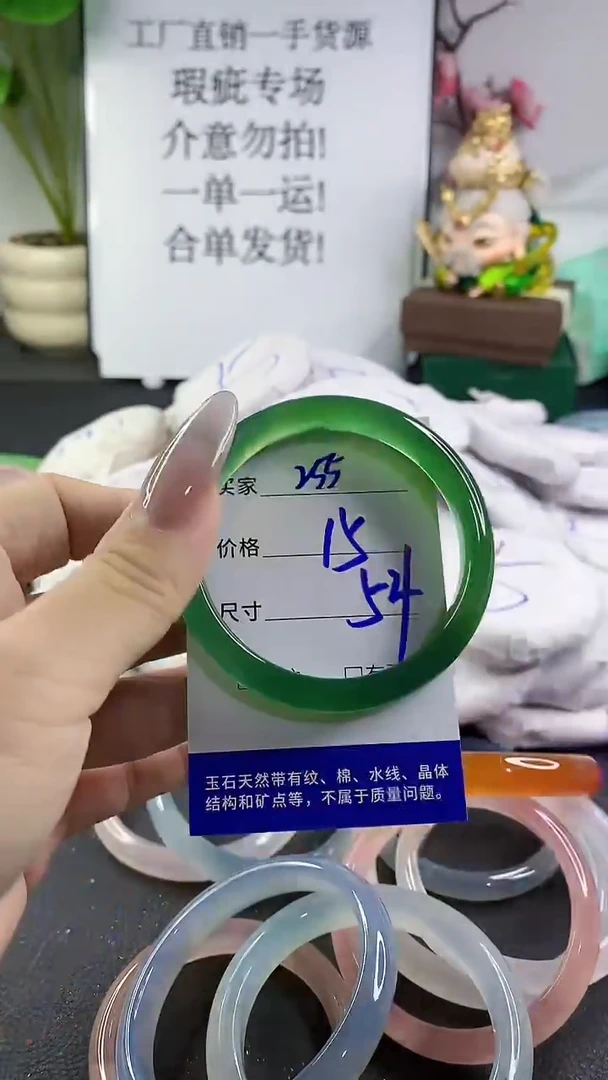 工厂直销一手货源
瑕疵专场
介意勿拍!
一单一运!
合单发货!
买家 255
价格 15
尺寸 54
玉石天然带有纹、棉、水线、晶体
结构和矿点等，不属于质量问题。